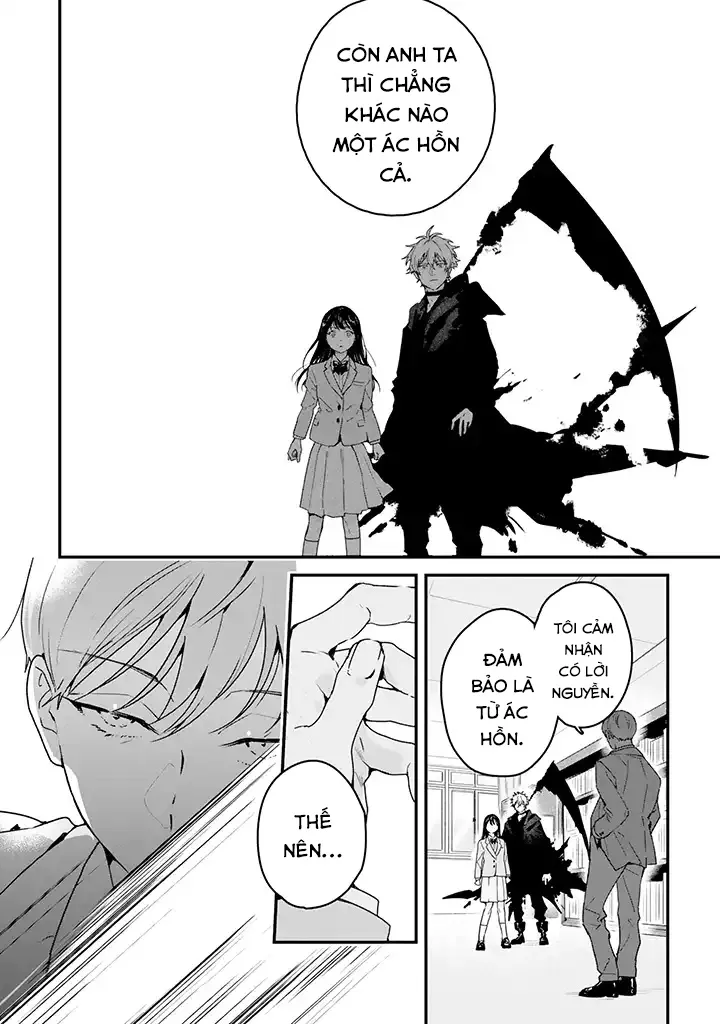 CÒN ANH TA
THÌ CHẲNG
KHÁC NÀO
MỘT ÁC HỒN
CẢ.
TÔI CẢM
NHẬN
CÓ LỜI
NGUYỀN.
ĐẢM
BẢO LÀ
TỪ ÁC
HỒN.
THẾ
NÊN...